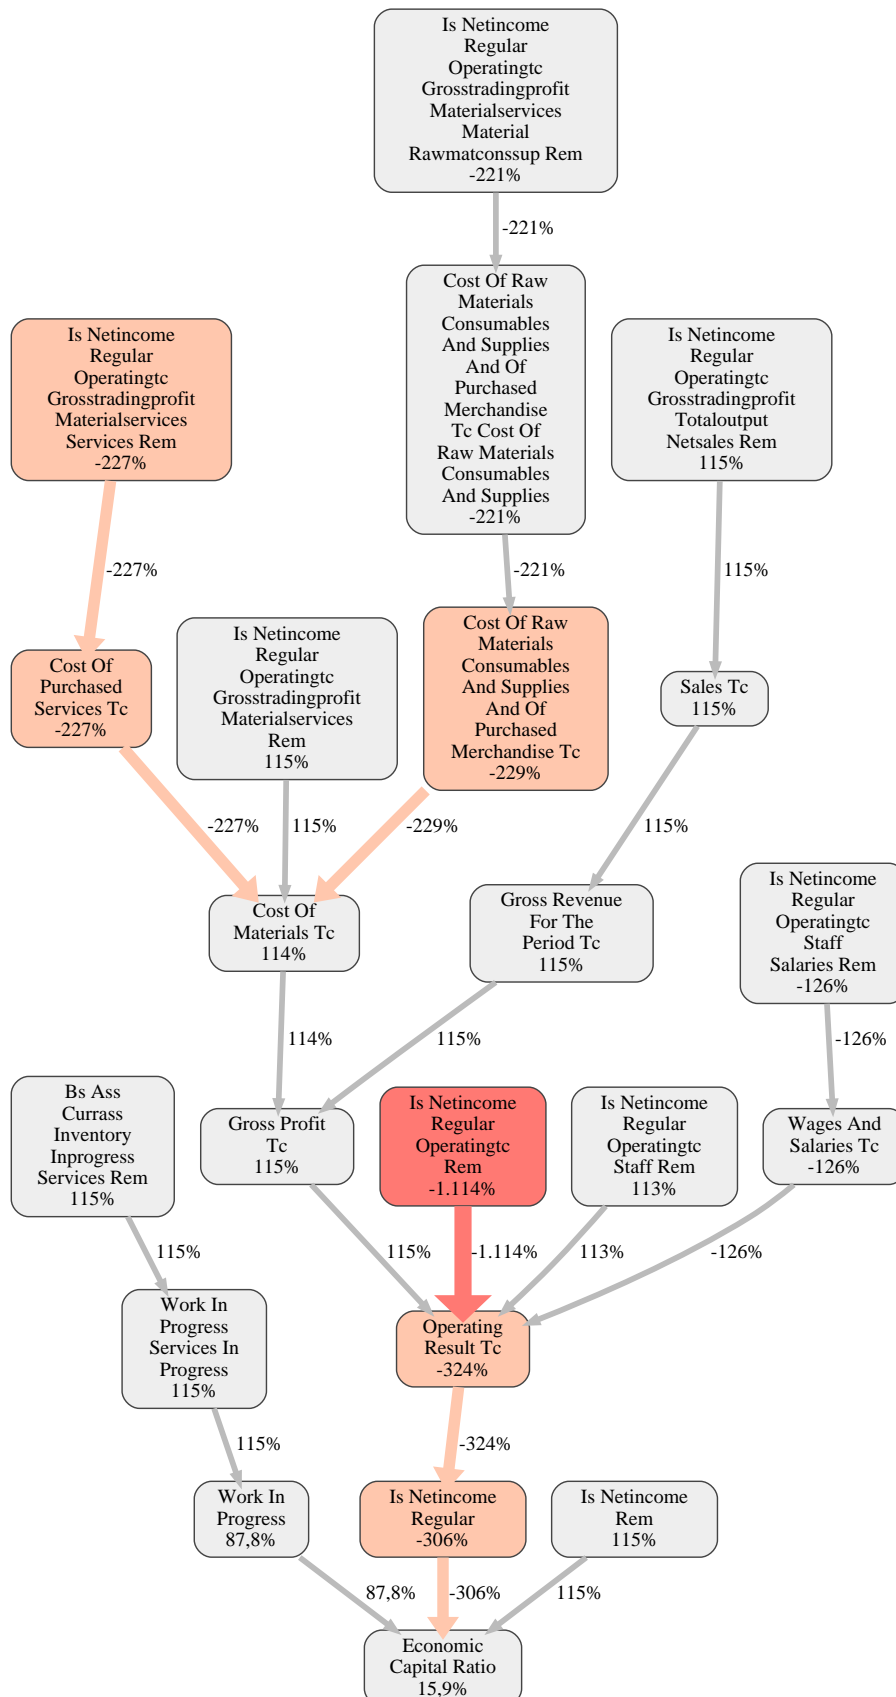 Is Netincome
Regular
Operatingtc
Grosstradingprofit
Materialservices
Material
Rawmatconssup Rem
-221%
-221%
Cost Of Raw
Materials
Consumables
And Supplies
And Of
Purchased
Merchandise
Tc Cost Of
Raw Materials
Consumables
And Supplies
-221%
Is Netincome
Regular
Operatingtc
Grosstradingprofit
Materialservices
Services Rem
-227%
Is Netincome
Regular
Operatingtc
Grosstradingprofit
Totaloutput
Netsales Rem
115%
-227%
-221%
115%
Cost Of
Purchased
Services Tc
-227%
Is Netincome
Regular
Operatingtc
Grosstradingprofit
Materialservices
Rem
115%
Cost Of Raw
Materials
Consumables
And Supplies
And Of
Purchased
Merchandise Tc
-229%
Sales Tc
115%
-227%
115%
-229%
115%
Cost Of
Materials Tc
114%
Gross Revenue
For The
Period Tc
115%
Is Netincome
Regular
Operatingtc
Staff
Salaries Rem
-126%
114%
115%
-126%
Bs Ass
Currass
Inventory
Inprogress
Services Rem
115%
Gross Profit
Tc
115%
Is Netincome
Regular
Operatingtc
Rem
-1.114%
Is Netincome
Regular
Operatingtc
Staff Rem
113%
Wages And
Salaries Tc
-126%
115%
115%
-1.114%
113%
-126%
Work In
Progress
Services In
Progress
115%
Operating
Result Tc
-324%
115%
-324%
Work In
Progress
87,8%
Is Netincome
Regular
-306%
Is Netincome
Rem
115%
87,8%
-306%
115%
Economic
Capital Ratio
15,9%